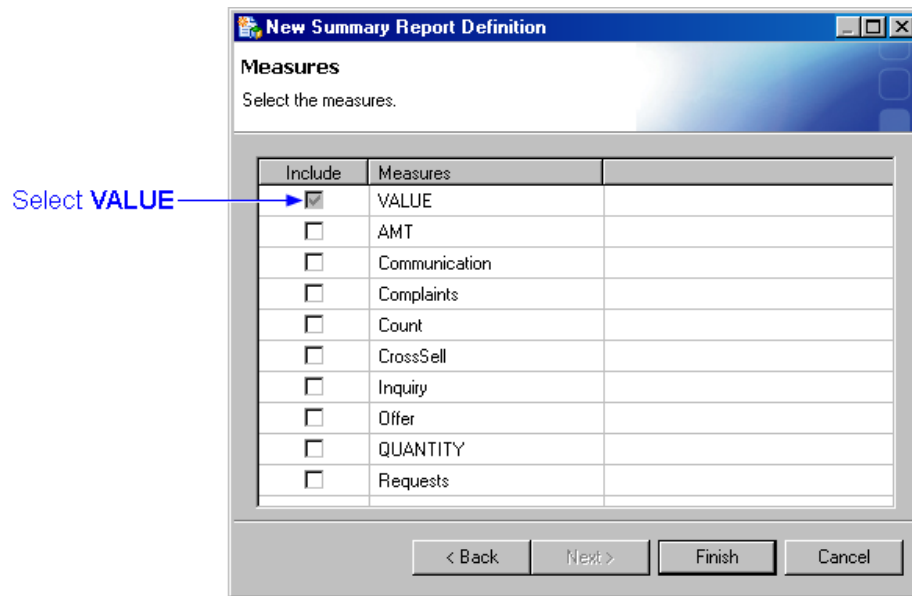 New Summary Report Definition
Measures
Select the measures.
Include Measures
Select VALUE VALUE
AMT
Communication
Complaints
Count
CrossSell
Inquiry
Offer
QUANTITY
Requests
< Back Next > Finish Cancel